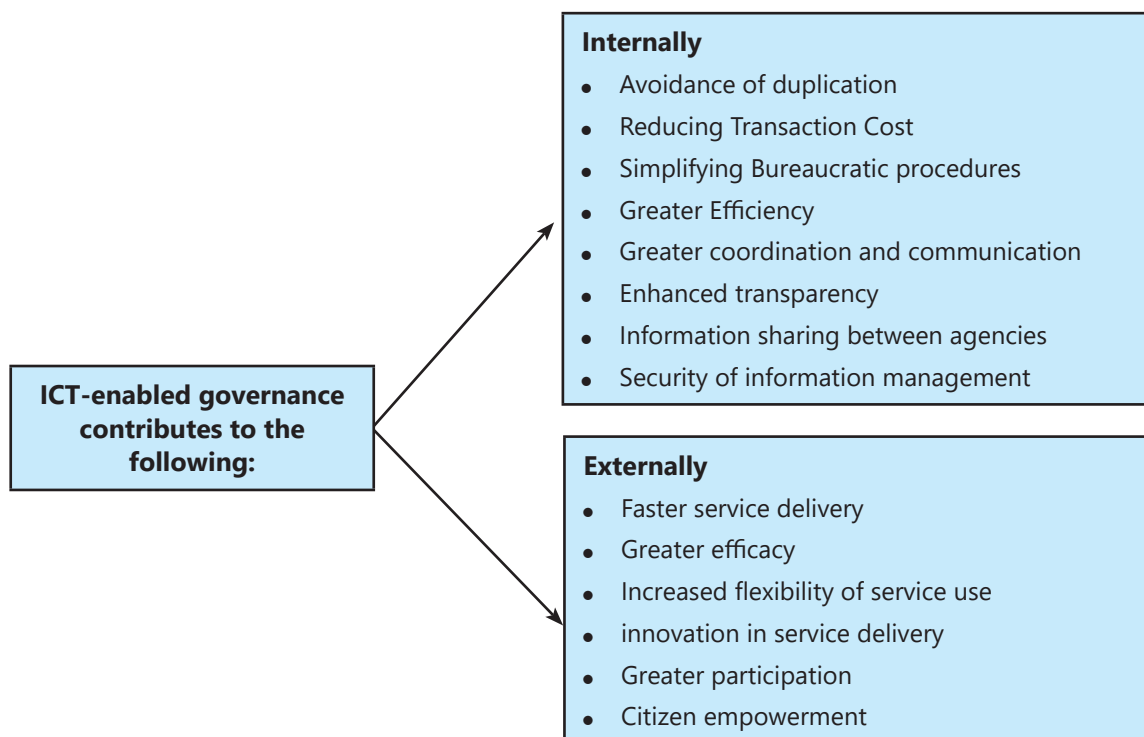 ICT-enabled governance
contributes to the
following:
Internally
● Avoidance of duplication
● Reducing Transaction Cost
● Simplifying Bureaucratic procedures
● Greater Efficiency
● Greater coordination and communication
● Enhanced transparency
● Information sharing between agencies
● Security of information management
Externally
● Faster service delivery
● Greater efficacy
● Increased flexibility of service use
● innovation in service delivery
● Greater participation
● Citizen empowerment